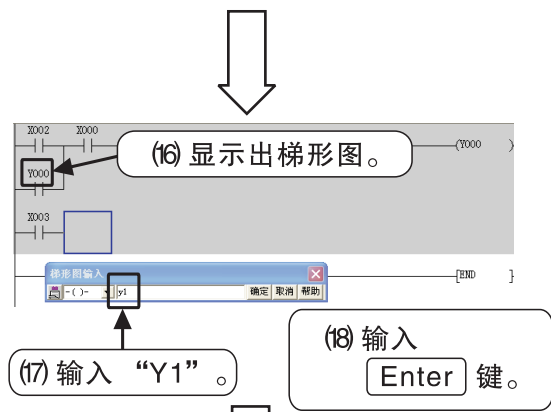 X002 X000
⒃ 显示出梯形图。
(Y000 )
Y000
X003
梯形图输入
-( )- y1 确定 取消 帮助
[END ]
⒄ 输入 “Y1”。
⒅ 输入
Enter 键。